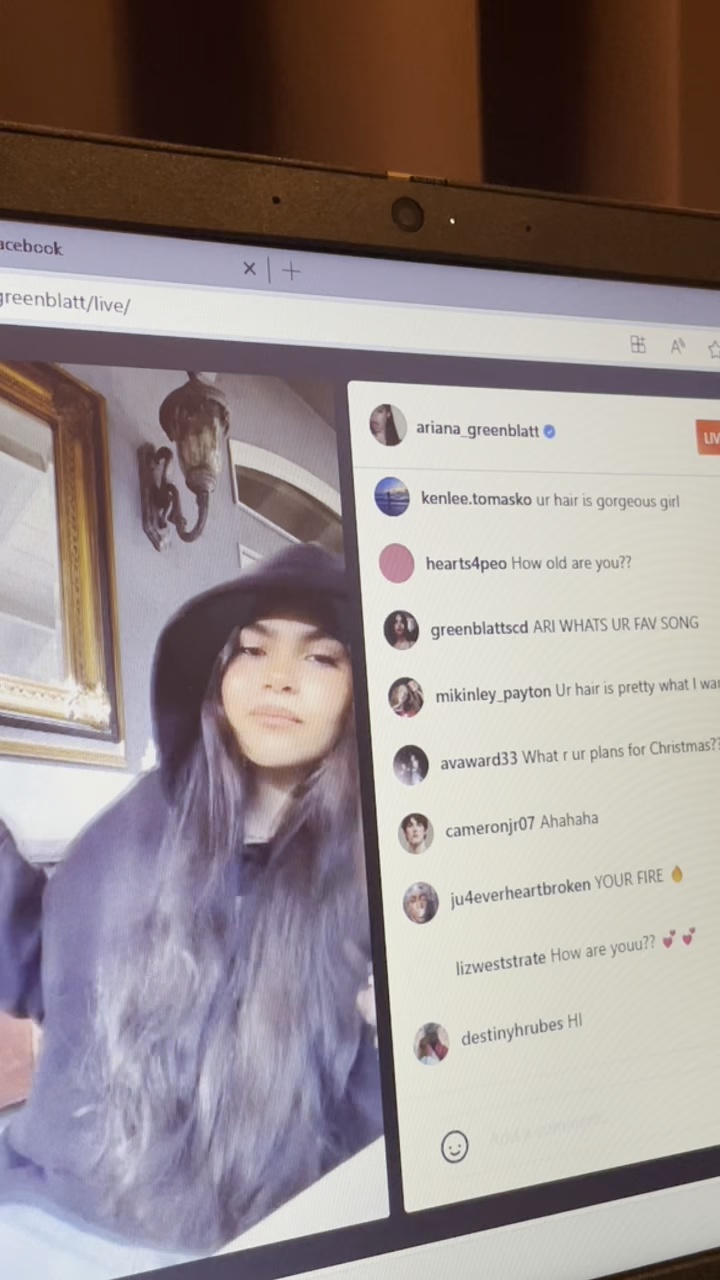 acebook
greenblatt/live/
ariana_greenblatt
LIV
kenlee.tomasko ur hair is gorgeous girl
hearts4peo How old are you??
greenblattscd ARI WHATS UR FAV SONG
mikinley_payton Ur hair is pretty what I wa
avaward33 What r ur plans for Christmas??
cameronjr07 Ahahaha
ju4everheartbroken YOUR FIRE 🔥
lizweststrate How are youu?? 💕 💕
destinyhrubes HI
Add a comment...